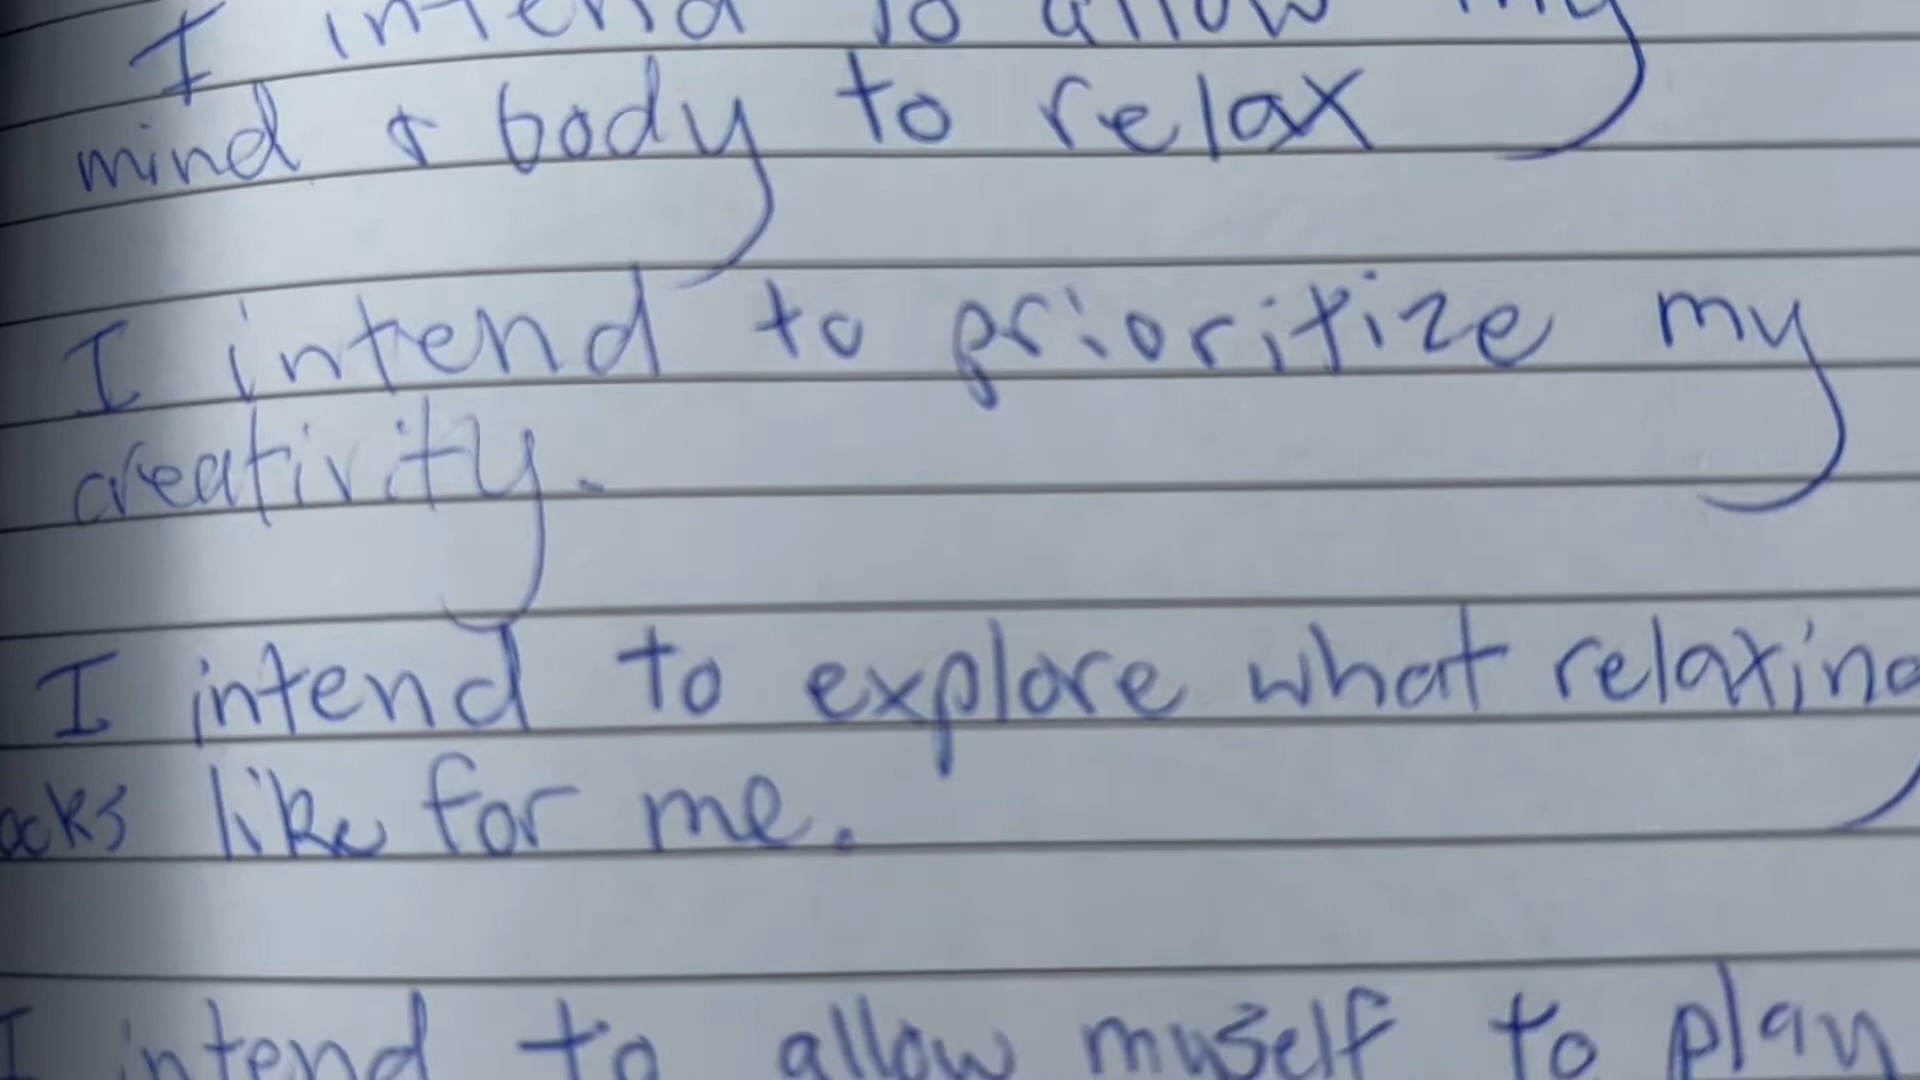 I intend to allow my
mind & body to relax
I intend to prioritize my
creativity.
I intend to explore what relaxing
ooks like for me.
I intend to allow myself to play